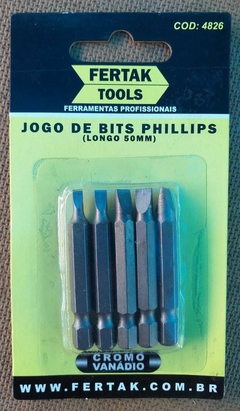 COD: 4826
FERTAK
TOOLS
FERRAMENTAS PROFISSIONAIS
JOGO DE BITS PHILLIPS
(LONGO 50MM)
CROMO
VANÁDIO
WWW.FERTAK.COM.BR